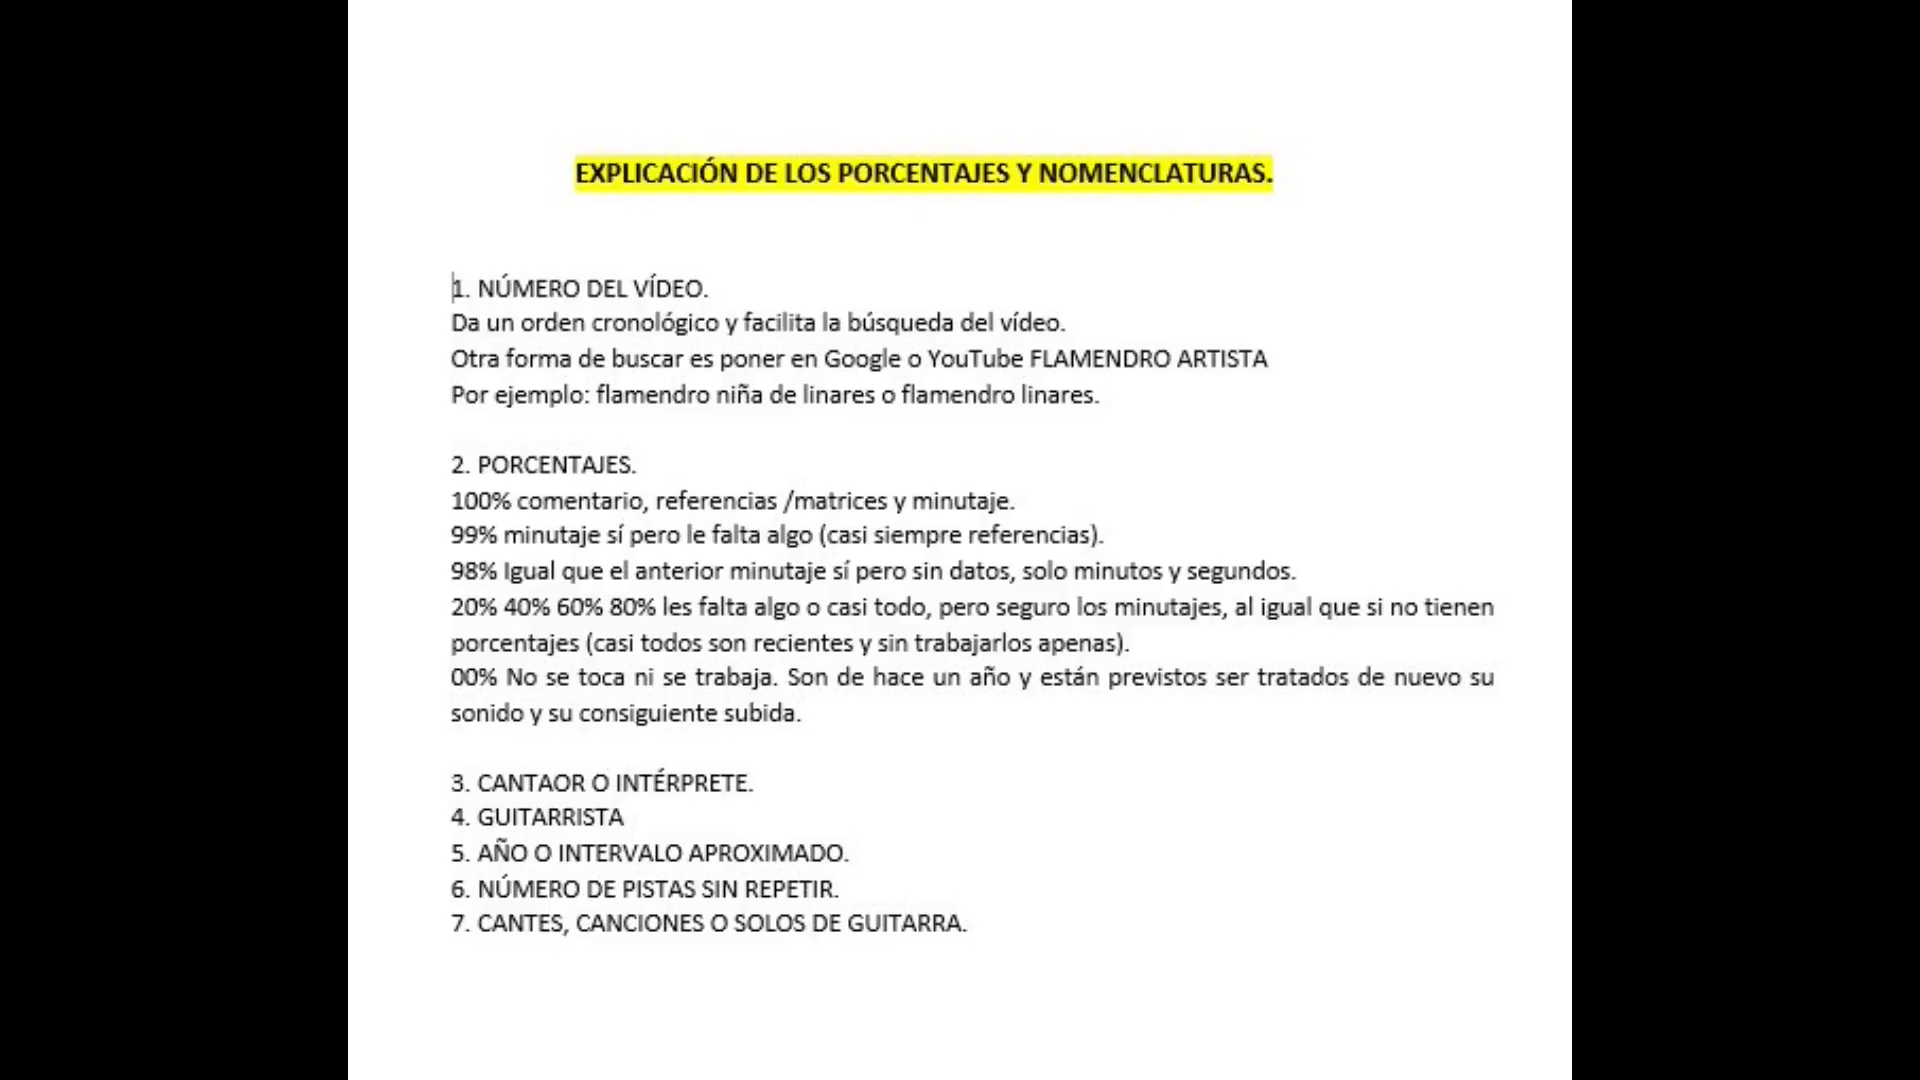 EXPLICACIÓN DE LOS PORCENTAJES Y NOMENCLATURAS.
1. NÚMERO DEL VÍDEO.
Da un orden cronológico y facilita la búsqueda del vídeo.
Otra forma de buscar es poner en Google o YouTube FLAMENDRO ARTISTA
Por ejemplo: flamendro niña de linares o flamendro linares.
2. PORCENTAJES.
100% comentario, referencias /matrices y minutaje.
99% minutaje sí pero le falta algo (casi siempre referencias).
98% Igual que el anterior minutaje sí pero sin datos, solo minutos y segundos.
20% 40% 60% 80% les falta algo o casi todo, pero seguro los minutajes, al igual que si no tienen
porcentajes (casi todos son recientes y sin trabajarlos apenas).
00% No se toca ni se trabaja. Son de hace un año y están previstos ser tratados de nuevo su
sonido y su consiguiente subida.
3. CANTAOR O INTÉRPRETE.
4. GUITARRISTA
5. AÑO O INTERVALO APROXIMADO.
6. NÚMERO DE PISTAS SIN REPETIR.
7. CANTES, CANCIONES O SOLOS DE GUITARRA.